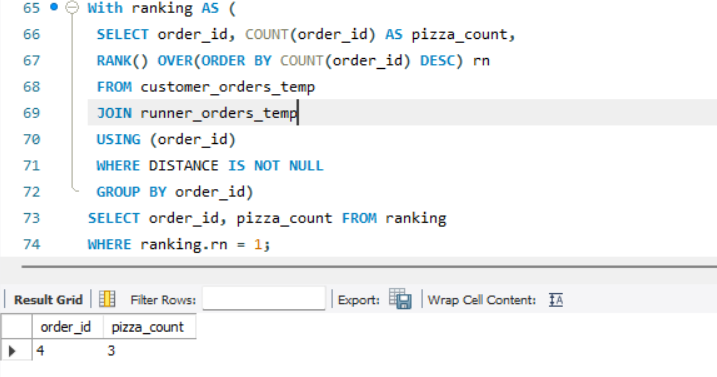 65 With ranking AS (
66 SELECT order_id, COUNT(order_id) AS pizza_count,
67 RANK() OVER(ORDER BY COUNT(order_id) DESC) rn
68 FROM customer_orders_temp
69 JOIN runner_orders_temp
70 USING (order_id)
71 WHERE DISTANCE IS NOT NULL
72 GROUP BY order_id)
73 SELECT order_id, pizza_count FROM ranking
74 WHERE ranking.rn = 1;
Result Grid Filter Rows: Export: Wrap Cell Content: IA
order_id pizza_count
4 3